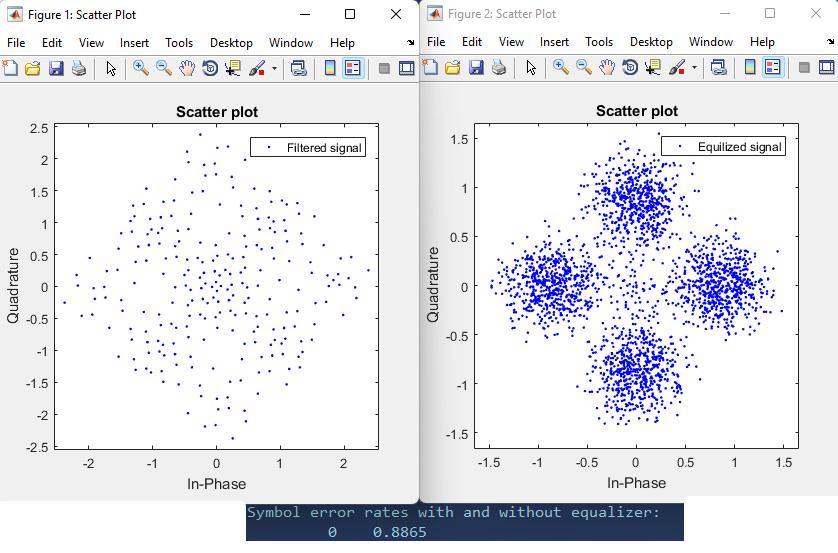 Figure 1: Scatter Plot
File Edit View Insert Tools Desktop Window Help
Scatter plot
Filtered signal
2.5
2
1.5
1
0.5
0
-0.5
-1
-1.5
-2
-2.5
Quadrature
-2 -1 0 1 2
In-Phase
Figure 2: Scatter Plot
File Edit View Insert Tools Desktop Window Help
Scatter plot
Equilized signal
1.5
1
0.5
0
-0.5
-1
-1.5
Quadrature
-1.5 -1 -0.5 0 0.5 1 1.5
In-Phase
Symbol error rates with and without equalizer:
0 0.8865